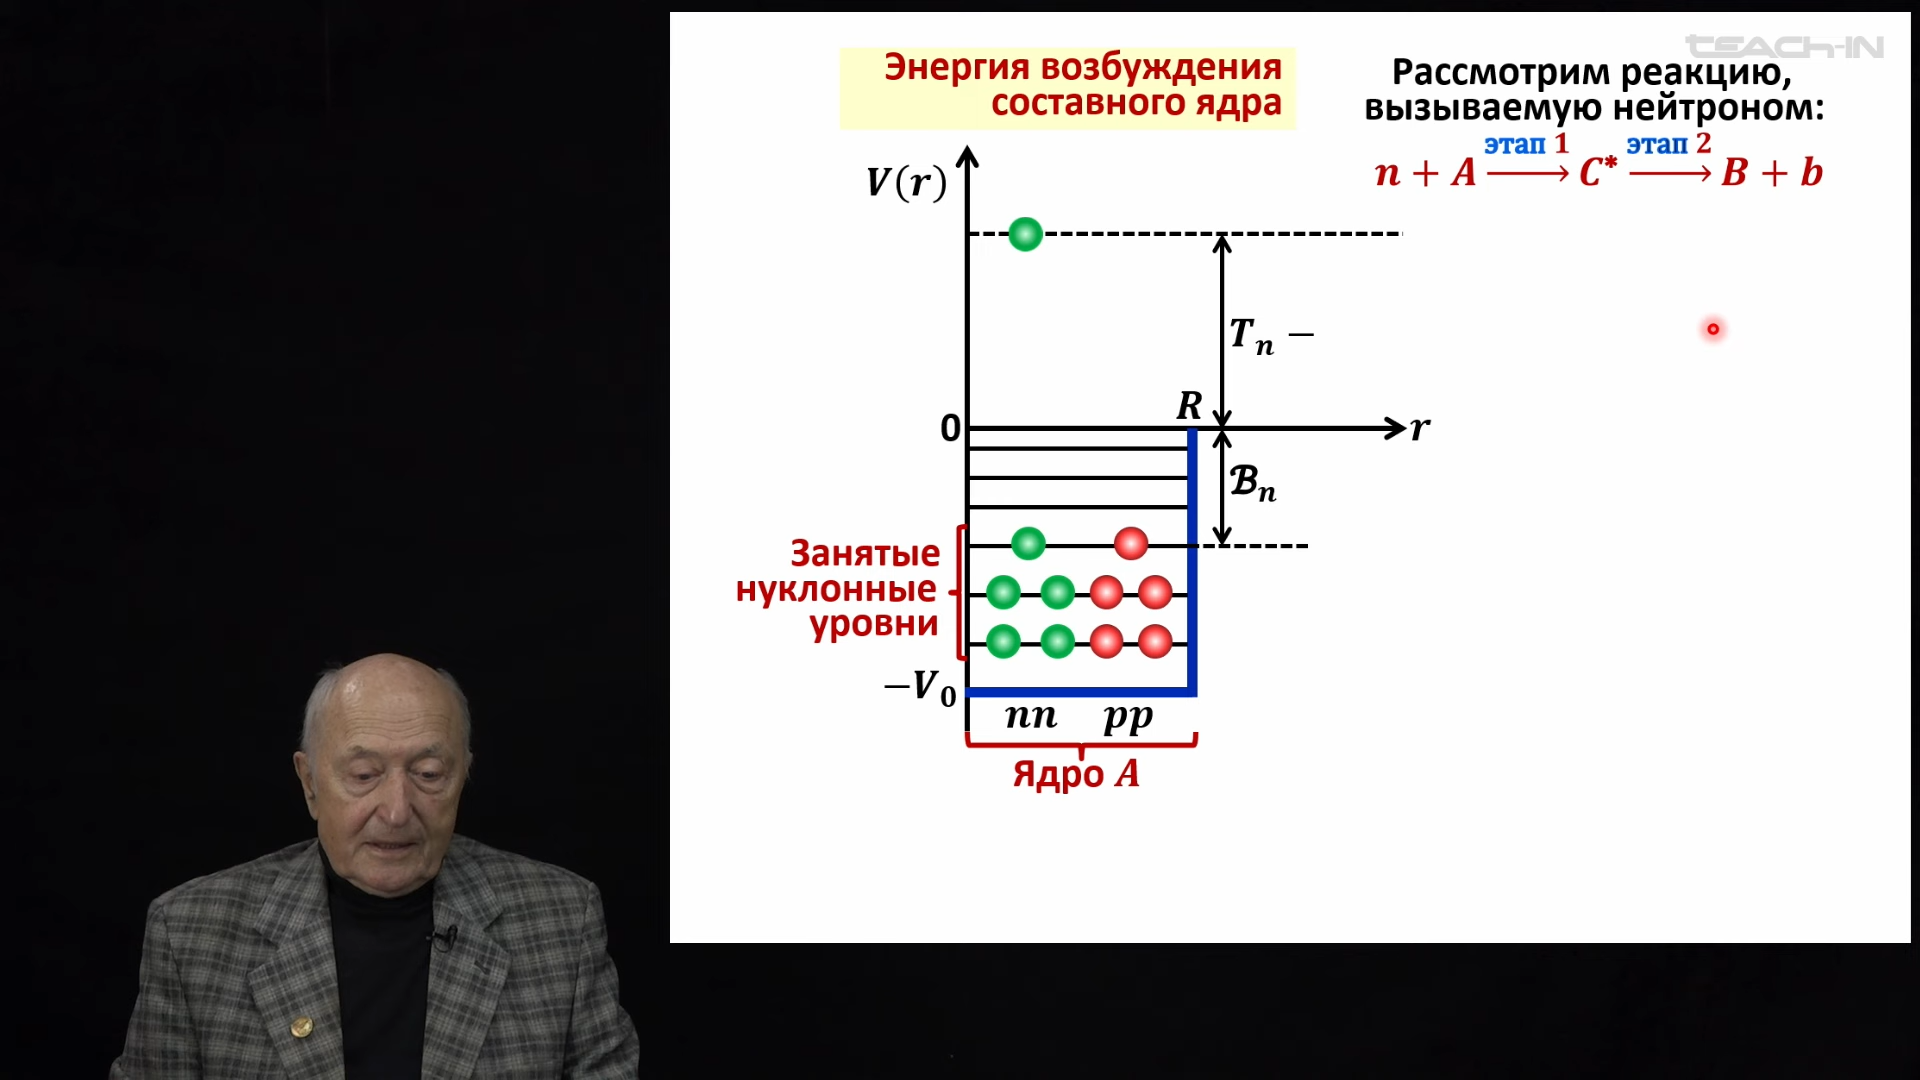 TEACH-IN
Энергия возбуждения
составного ядра
Рассмотрим реакцию,
вызываемую нейтроном:
этап 1 этап 2
n + A ⟶ C* ⟶ B + b
V(r)
Tₙ −
R
0
r
ℬₙ
Занятые
нуклонные
уровни
−V₀
nn pp
Ядро A